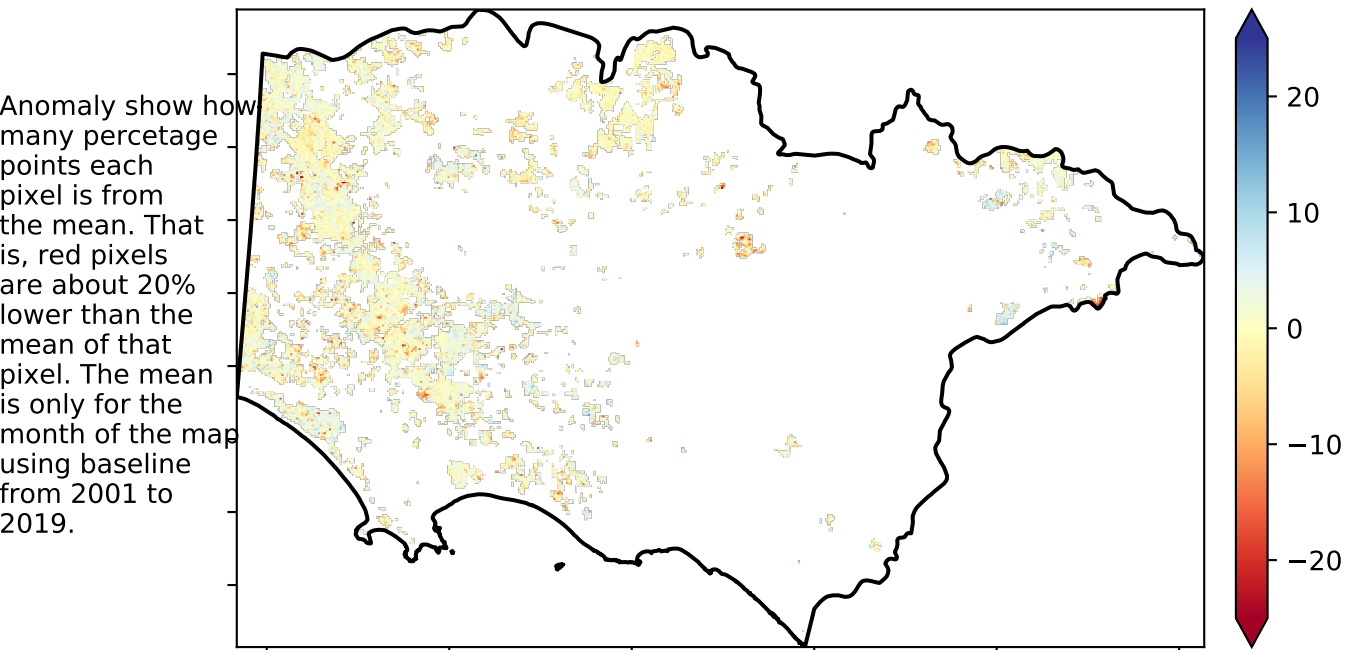 Anomaly show how
many percetage
points each
pixel is from
the mean. That
is, red pixels
are about 20%
lower than the
mean of that
pixel. The mean
is only for the
month of the map
using baseline
from 2001 to
2019.
20
10
0
−10
−20